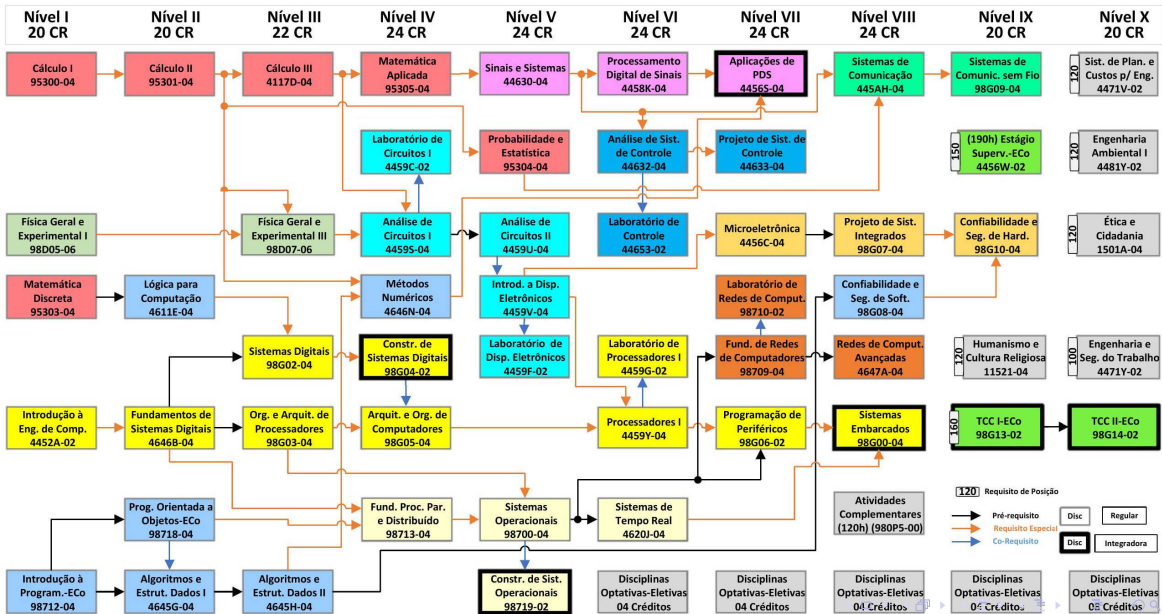 Nível I
20 CR
Nível II
20 CR
Nível III
22 CR
Nível IV
24 CR
Nível V
24 CR
Nível VI
24 CR
Nível VII
24 CR
Nível VIII
24 CR
Nível IX
20 CR
Nível X
20 CR
Cálculo I
95300-04
Cálculo II
95301-04
Cálculo III
4117D-04
Matemática
Aplicada
95305-04
Sinais e Sistemas
44630-04
Processamento
Digital de Sinais
4458K-04
Aplicações de
PDS
4456S-04
Sistemas de
Comunicação
445AH-04
Sistemas de
Comunic. sem Fio
98G09-04
120
Sist. de Plan. e
Custos p/ Eng.
4471V-02
Laboratório de
Circuitos I
4459C-02
Probabilidade e
Estatística
95304-04
Análise de Sist.
de Controle
44632-04
Projeto de Sist. de
Controle
44633-04
150
(190h) Estágio
Superv.-ECo
4456W-02
120
Engenharia
Ambiental I
4481Y-02
Física Geral e
Experimental I
98D05-06
Física Geral e
Experimental III
98D07-06
Análise de
Circuitos I
4459S-04
Análise de
Circuitos II
4459U-04
Laboratório de
Controle
44653-02
Microeletrônica
4456C-04
Projeto de Sist.
Integrados
98G07-04
Confiabilidade e
Seg. de Hard.
98G10-04
120
Ética e
Cidadania
1501A-04
Matemática
Discreta
95303-04
Lógica para
Computação
4611E-04
Métodos
Numéricos
4646N-04
Introd. a Disp.
Eletrônicos
4459V-04
Laboratório de
Redes de Comput.
98710-02
Confiabilidade e
Seg. de Soft.
98G08-04
Sistemas Digitais
98G02-04
Constr. de
Sistemas Digitais
98G04-02
Laboratório de
Disp. Eletrônicos
4459F-02
Laboratório de
Processadores I
4459G-02
Fund. de Redes
de Computadores
98709-04
Redes de Comput.
Avançadas
4647A-04
120
Humanismo e
Cultura Religiosa
11521-04
100
Engenharia e
Seg. do Trabalho
4471Y-02
Introdução à
Eng. de Comp.
4452A-02
Fundamentos de
Sistemas Digitais
4646B-04
Org. e Arquit. de
Processadores
98G03-04
Arquit. e Org. de
Computadores
98G05-04
Processadores I
4459Y-04
Programação de
Periféricos
98G06-02
Sistemas
Embarcados
98G00-04
160
TCC I-ECo
98G13-02
TCC II-ECo
98G14-02
Prog. Orientada a
Objetos-ECo
98718-04
Fund. Proc. Par.
e Distribuído
98713-04
Sistemas
Operacionais
98700-04
Sistemas de
Tempo Real
4620J-04
Atividades
Complementares
(120h) (980P5-00)
120 Requisito de Posição
Pré-requisito
Disc
Regular
Requisito Especial
Co-Requisito
Disc
Integradora
Introdução à
Program.-ECo
98712-04
Algoritmos e
Estrut. Dados I
4645G-04
Algoritmos e
Estrut. Dados II
4645H-04
Constr. de Sist.
Operacionais
98719-02
Disciplinas
Optativas-Eletivas
04 Créditos
Disciplinas
Optativas-Eletivas
04 Créditos
Disciplinas
Optativas-Eletivas
04 Créditos
Disciplinas
Optativas-Eletivas
04 Créditos
Disciplinas
Optativas-Eletivas
Créditos